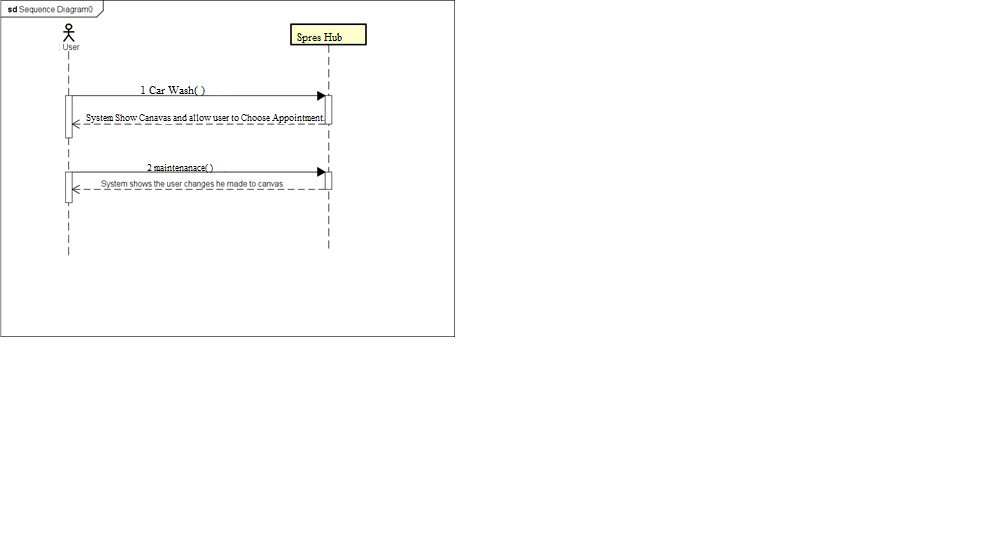 sd Sequence Diagram0
: User
Spres Hub
1 Car Wash( )
System Show Canavas and allow user to Choose Appointment.
2 maintenanace( )
System shows the user changes he made to canvas